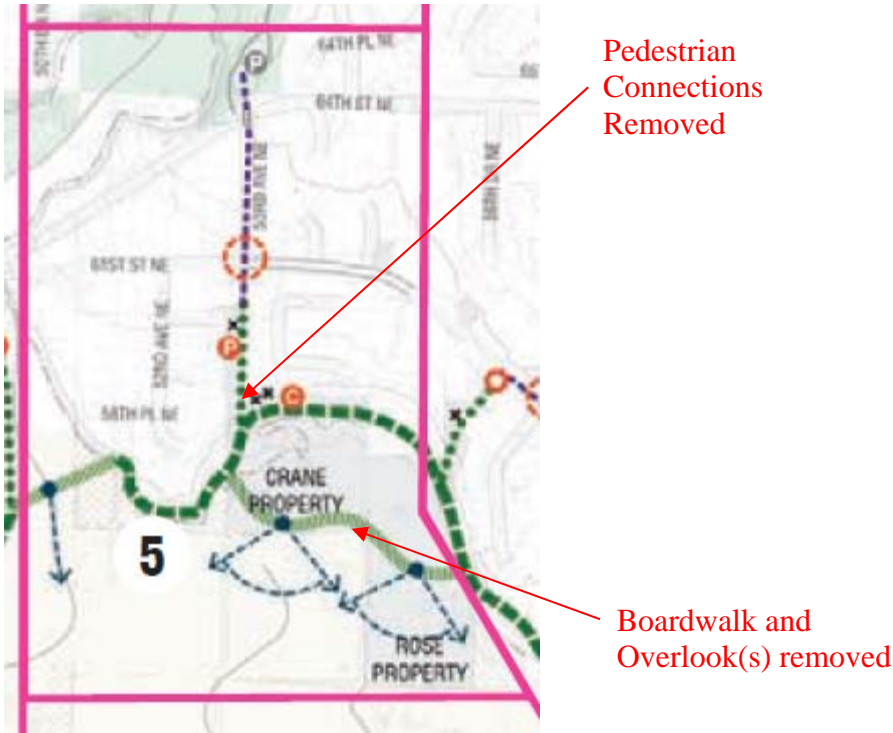 50TH
64TH PL NE
Pedestrian
Connections
Removed
P
64TH ST NE
53RD AVE NE
61ST ST NE
52ND AVE NE
P
58TH PL NE
C
CRANE
PROPERTY
5
ROSE
PROPERTY
Boardwalk and
Overlook(s) removed